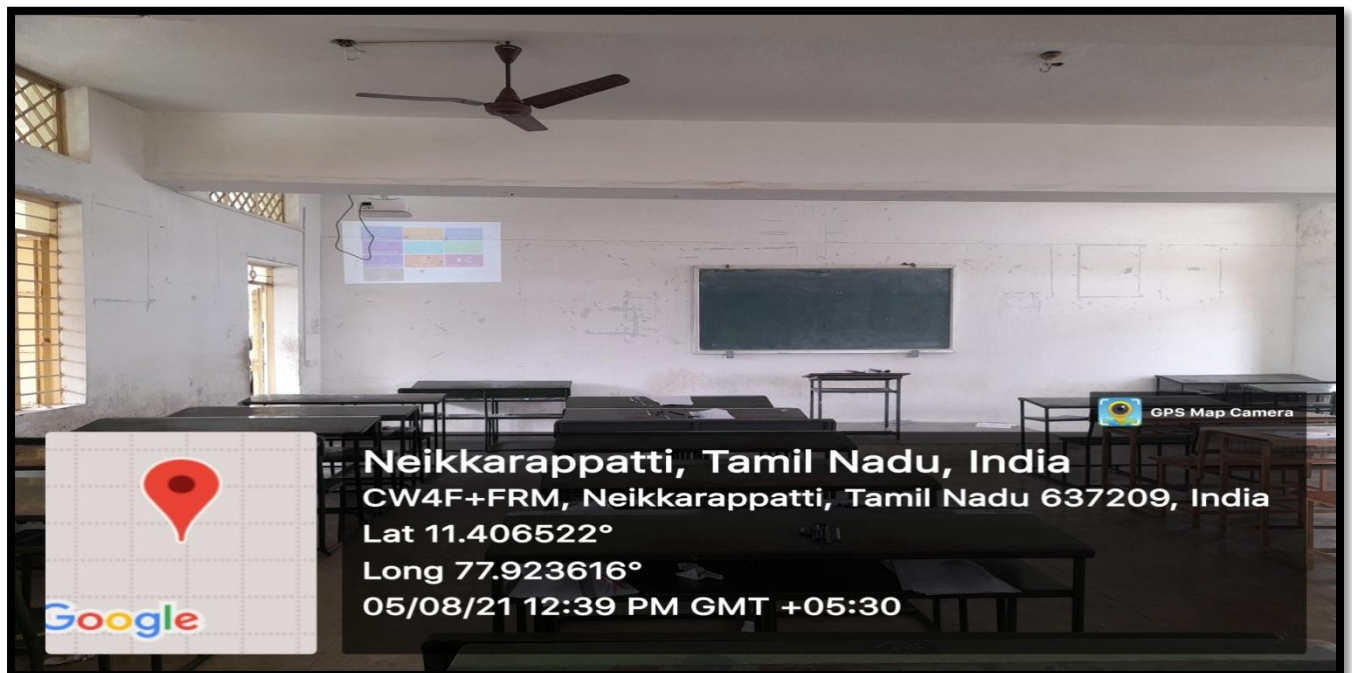 GPS Map Camera
Neikkarappatti, Tamil Nadu, India
CW4F+FRM, Neikkarappatti, Tamil Nadu 637209, India
Lat 11.406522°
Long 77.923616°
05/08/21 12:39 PM GMT +05:30
Google